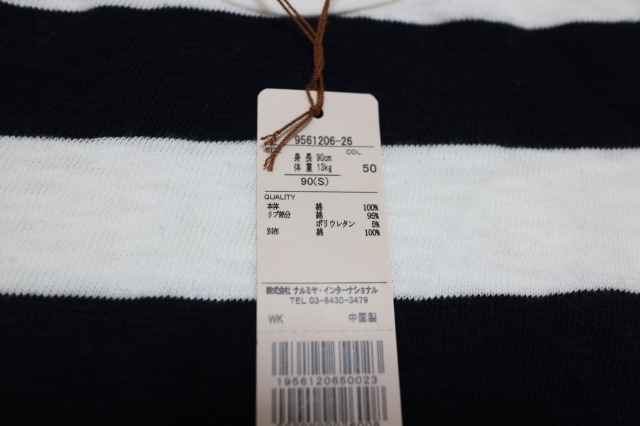 9561206-26
COL.
身長 90cm
体重 13kg
50
90(S)
QUALITY
本体 綿 100%
リブ部分 綿 95%
ポリウレタン 5%
別布 綿 100%
株式会社 ナルミヤ・インターナショナル
TEL 03-6430-3479
WK 中国製
1956120650023